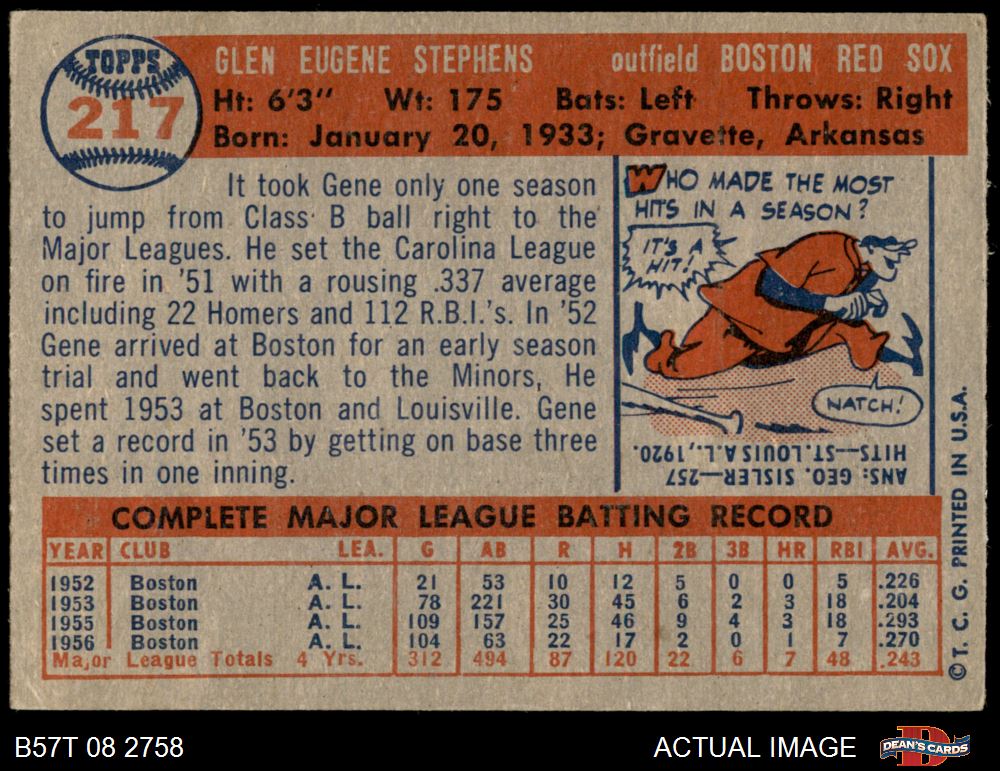 TOPPS
217
GLEN EUGENE STEPHENS outfield BOSTON RED SOX
Ht: 6'3" Wt: 175 Bats: Left Throws: Right
Born: January 20, 1933; Gravette, Arkansas
It took Gene only one season
to jump from Class B ball right to the
Major Leagues. He set the Carolina League
on fire in '51 with a rousing .337 average
including 22 Homers and 112 R.B.I.'s. In '52
Gene arrived at Boston for an early season
trial and went back to the Minors, He
spent 1953 at Boston and Louisville. Gene
set a record in '53 by getting on base three
times in one inning.
WHO MADE THE MOST
HITS IN A SEASON?
IT'S A
HIT!
NATCH!
ANS: GEO. SISLER—257
HITS—ST. LOUIS A.L., 1920.
COMPLETE MAJOR LEAGUE BATTING RECORD
YEAR CLUB LEA. G AB R H 2B 3B HR RBI AVG.
1952 Boston A. L. 21 53 10 12 5 0 0 5 .226
1953 Boston A. L. 78 221 30 45 6 2 3 18 .204
1955 Boston A. L. 109 157 25 46 9 4 3 18 .293
1956 Boston A. L. 104 63 22 17 2 0 1 7 .270
Major League Totals 4 Yrs. 312 494 87 120 22 6 7 48 .243
© T. C. G. PRINTED IN U.S.A.
B57T 08 2758 ACTUAL IMAGE DEAN'S CARDS